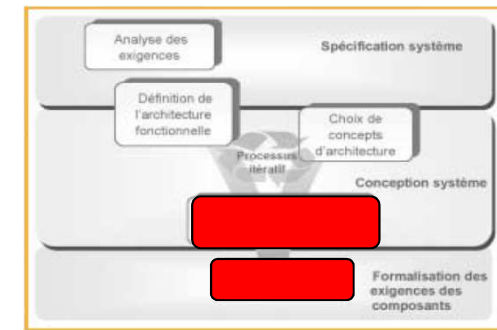 Analyse des
exigences
Spécification système
Définition de
l'architecture
fonctionnelle
Choix de
concepts
d'architecture
Processus
itératif
Conception système
Formalisation des
exigences des
composants